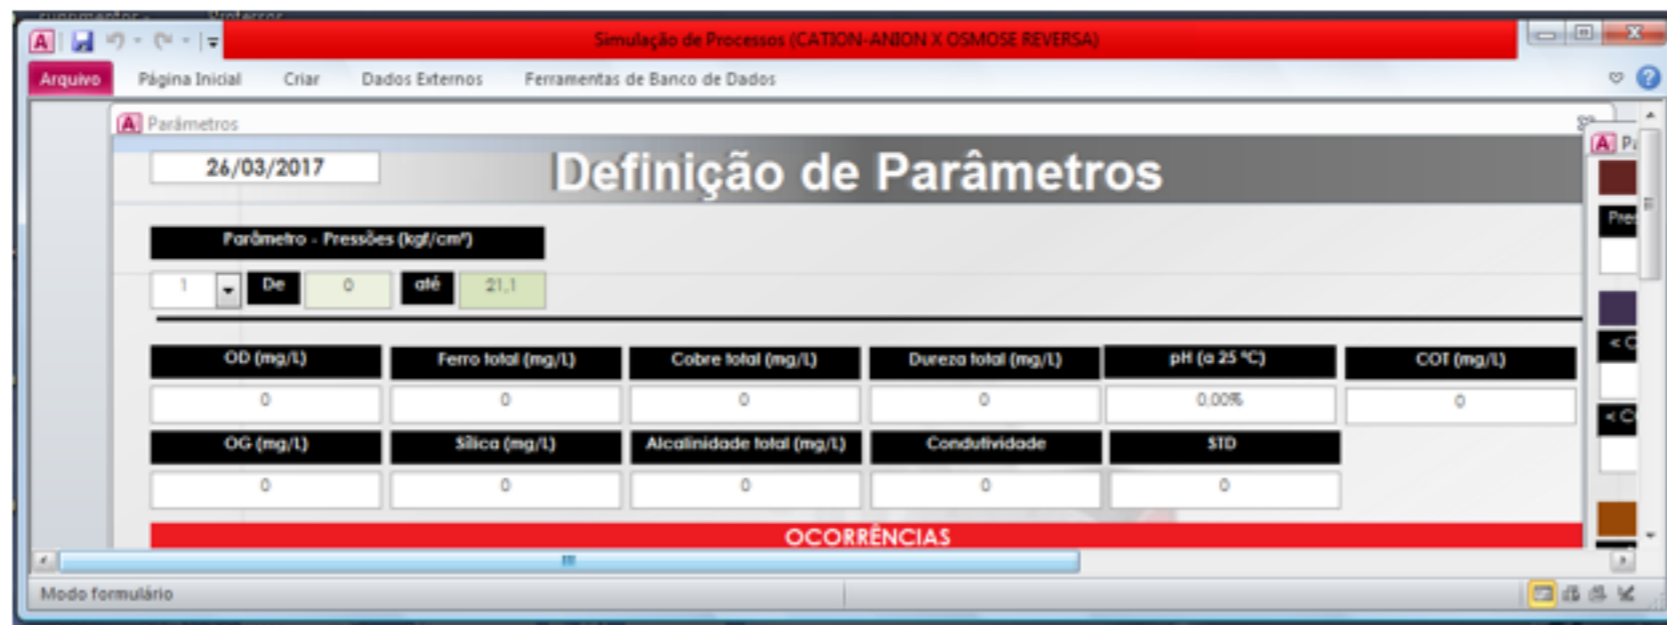 Simulação de Processos (CATION-ANION X OSMOSE REVERSA)
Arquivo Página Inicial Criar Dados Externos Ferramentas de Banco de Dados
Parâmetros
26/03/2017 Definição de Parâmetros
Parâmetro - Pressões (kgf/cm²)
1 De 0 até 21,1
OD (mg/L) Ferro total (mg/L) Cobre total (mg/L) Dureza total (mg/L) pH (a 25 ºC) COT (mg/L)
0 0 0 0 0,00% 0
OG (mg/L) Sílica (mg/L) Alcalinidade total (mg/L) Condutividade STD
0 0 0 0 0
OCORRÊNCIAS
Modo formulário